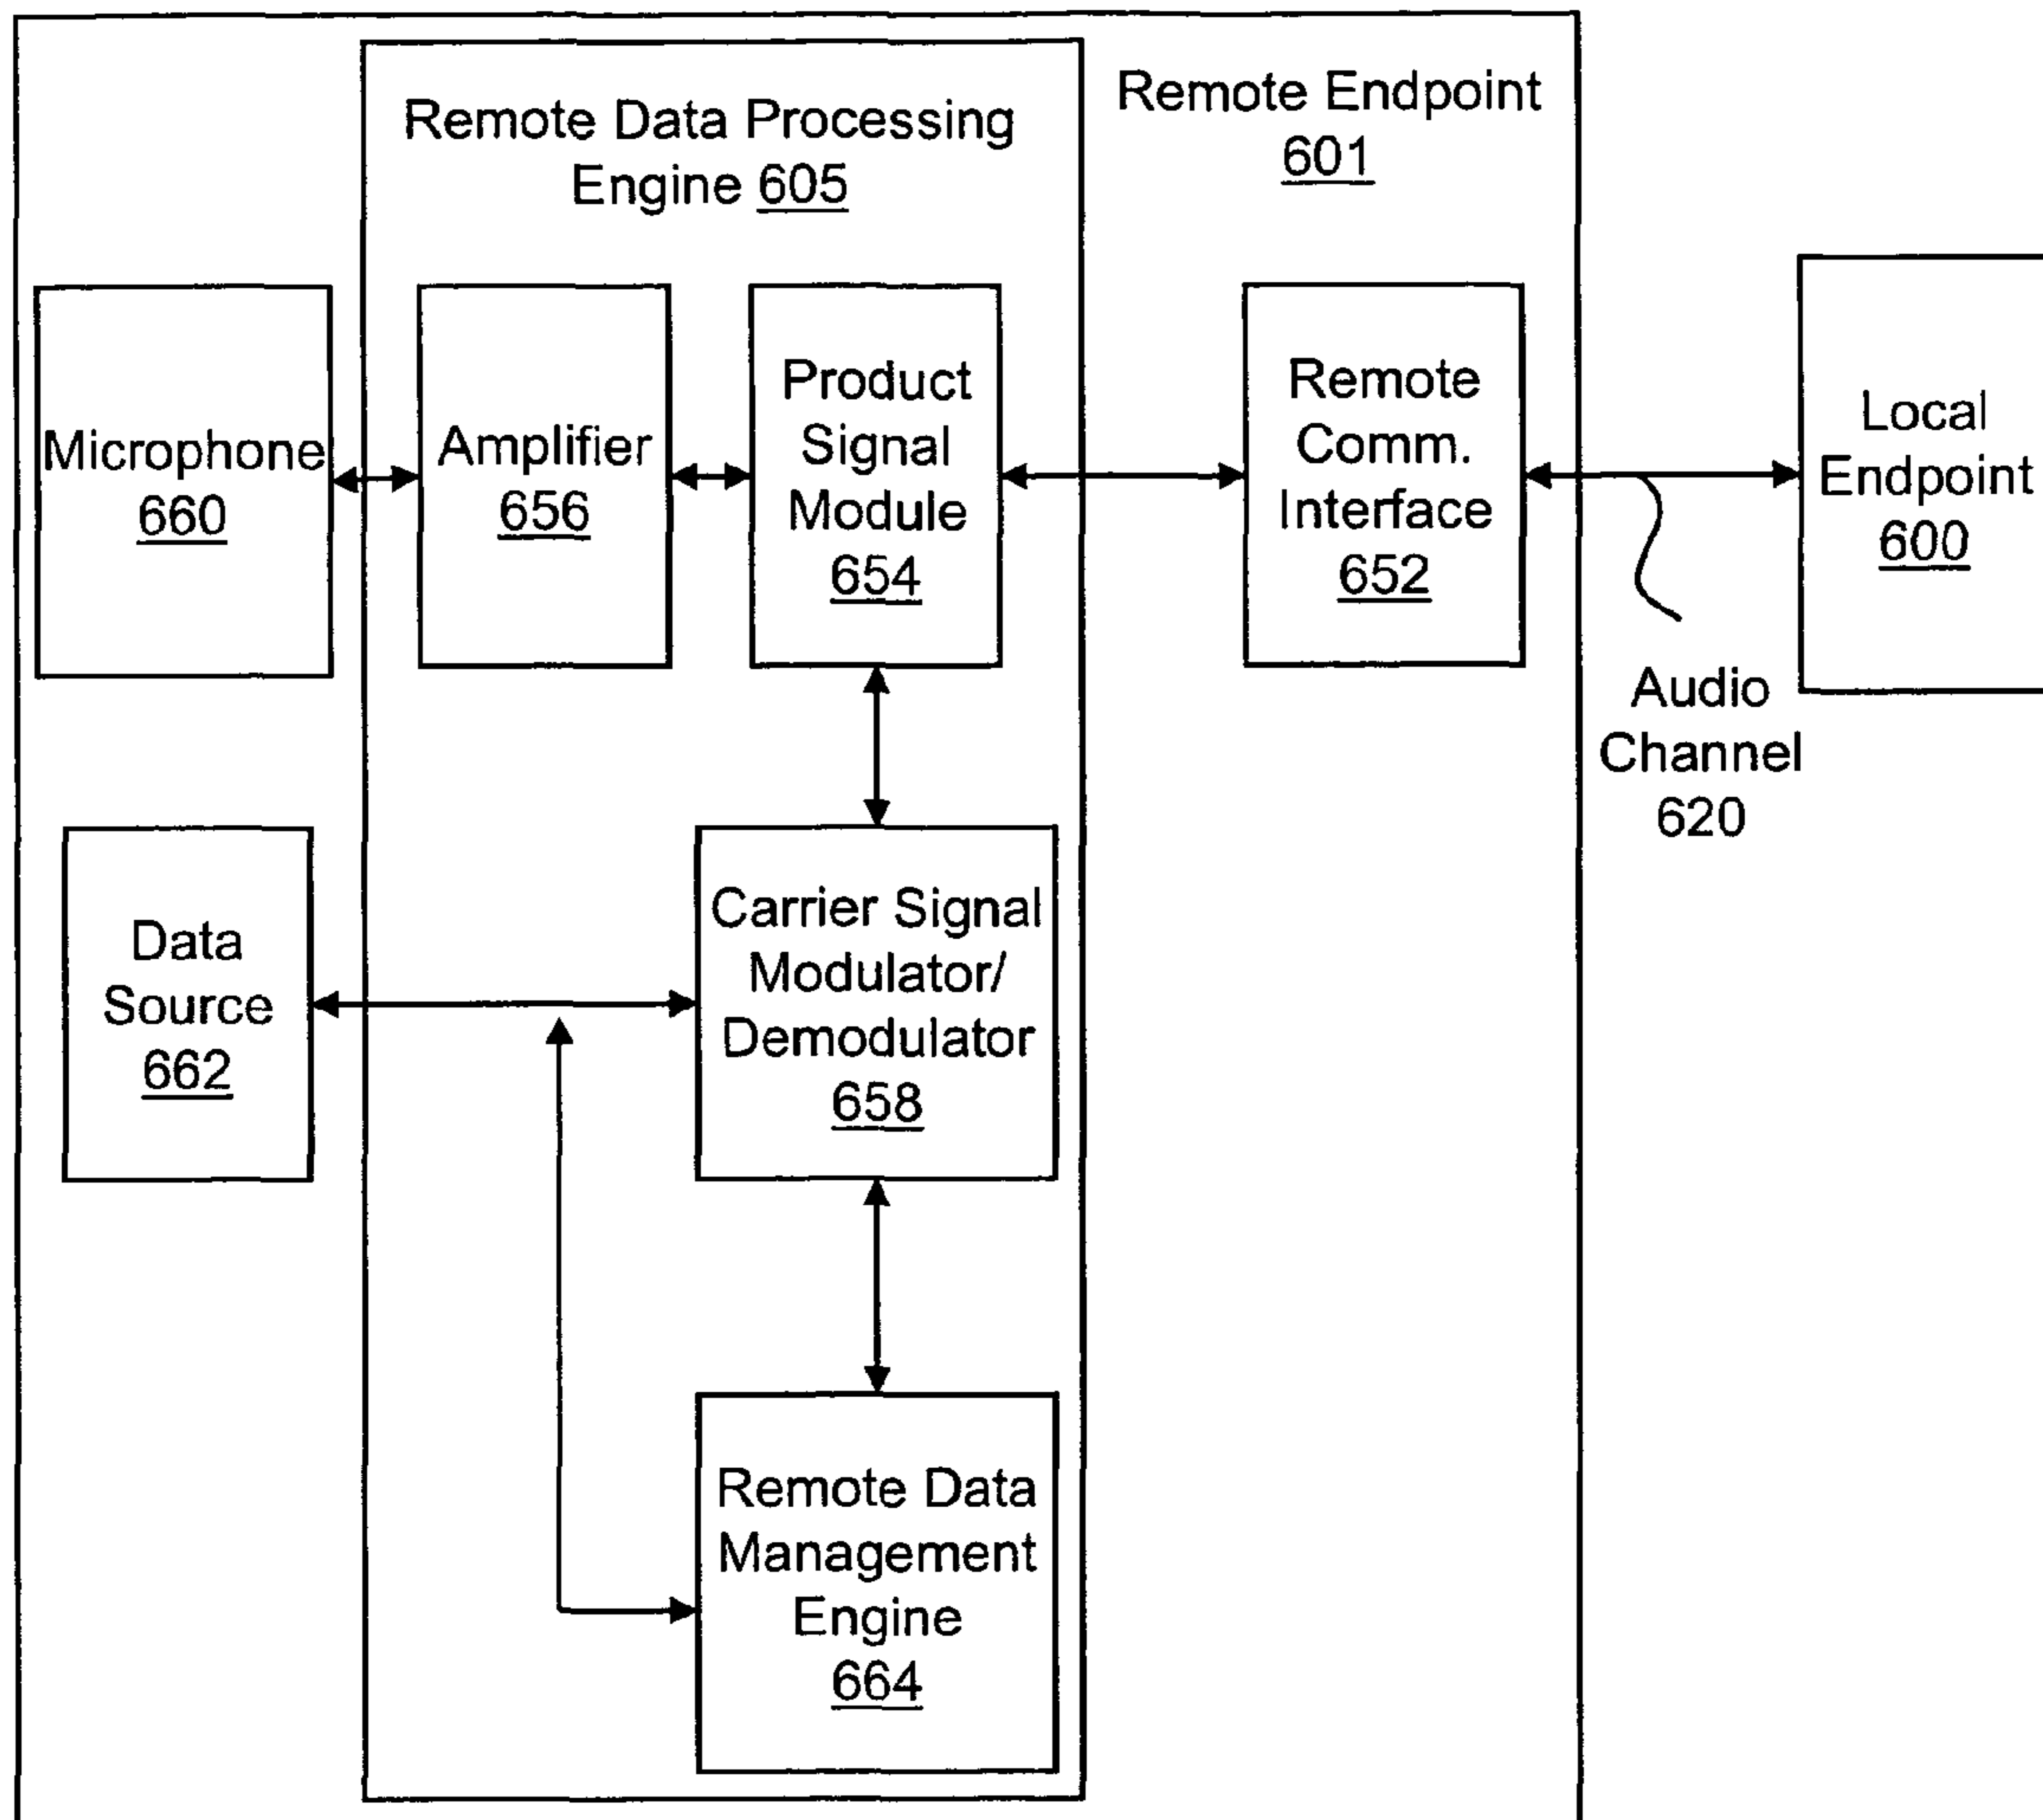 Remote Data Processing
Engine 605
Remote Endpoint
601
Microphone
660
Amplifier
656
Product
Signal
Module
654
Remote
Comm.
Interface
652
Local
Endpoint
600
Audio
Channel
620
Data
Source
662
Carrier Signal
Modulator/
Demodulator
658
Remote Data
Management
Engine
664